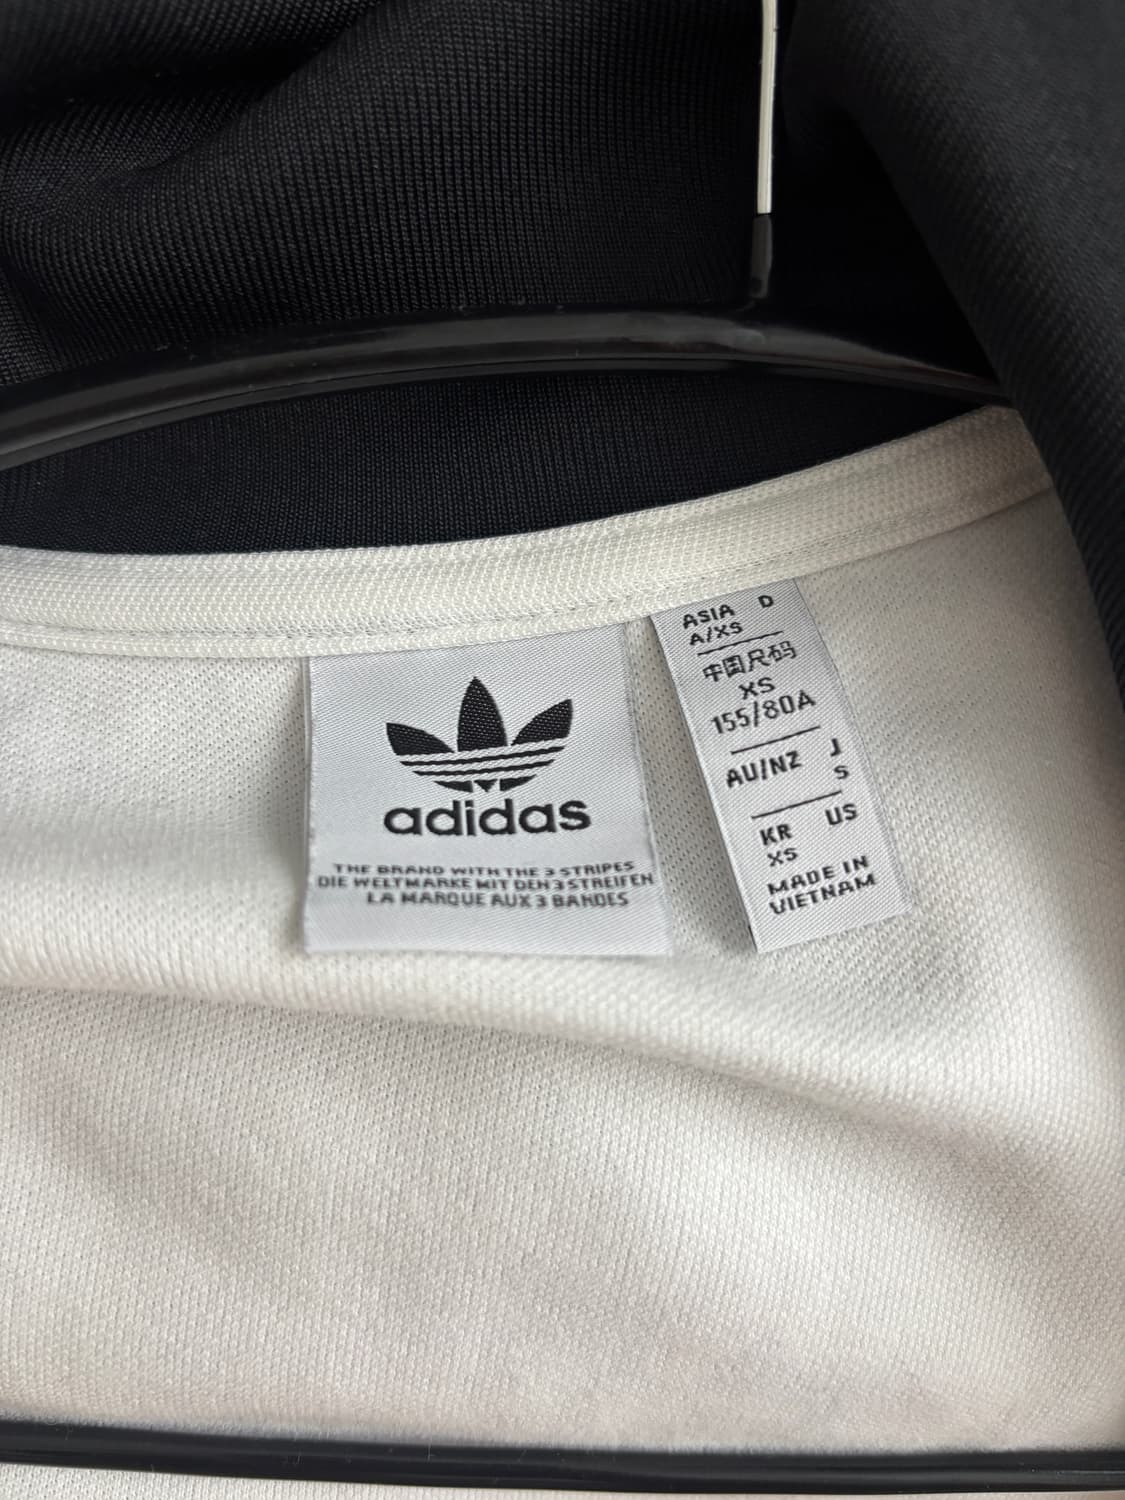 adidas
THE BRAND WITH THE 3 STRIPES
DIE WELTMARKE MIT DEN 3 STREIFEN
LA MARQUE AUX 3 BANDES
ASIA D
A/XS
中国尺码
XS
155/80A
AU/NZ J
S
KR US
XS
MADE IN
VIETNAM